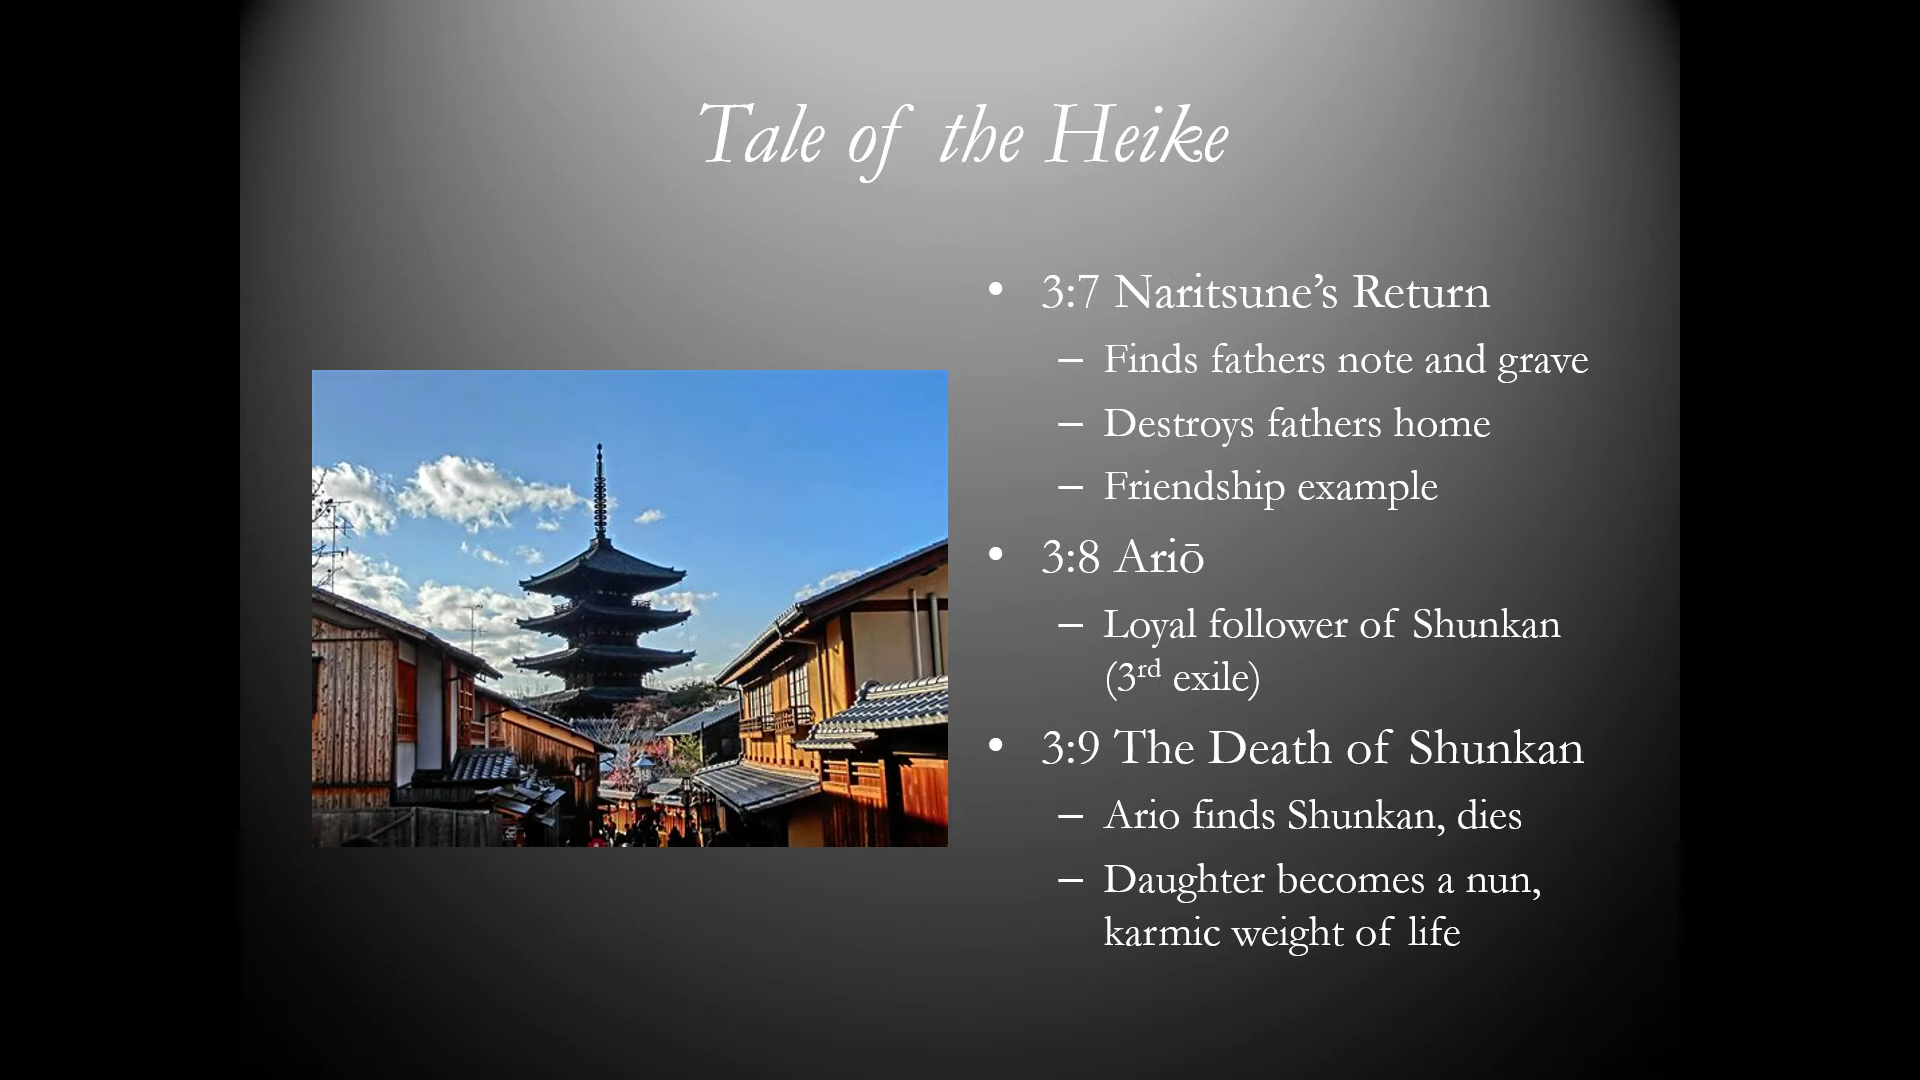 Tale of the Heike
• 3:7 Naritsune’s Return
– Finds fathers note and grave
– Destroys fathers home
– Friendship example
• 3:8 Ariō
– Loyal follower of Shunkan
(3rd exile)
• 3:9 The Death of Shunkan
– Ario finds Shunkan, dies
– Daughter becomes a nun,
karmic weight of life